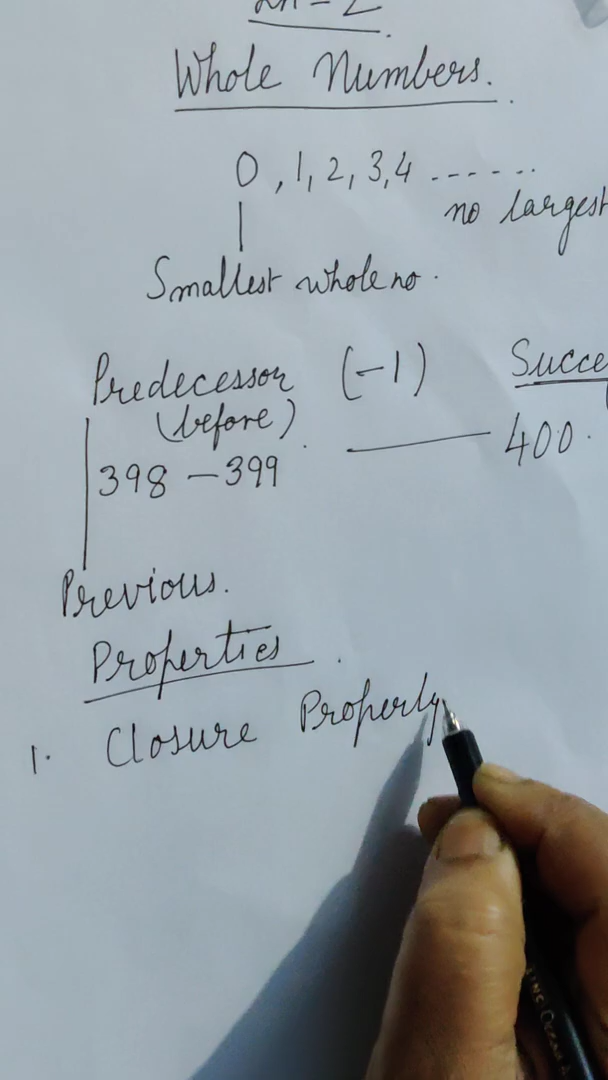 Whole Numbers.
0, 1, 2, 3, 4 ......
no largest
Smallest whole no.
Predecessor (-1) Succe
(before)
398 - 399 400.
Previous.
Properties.
1. Closure Property